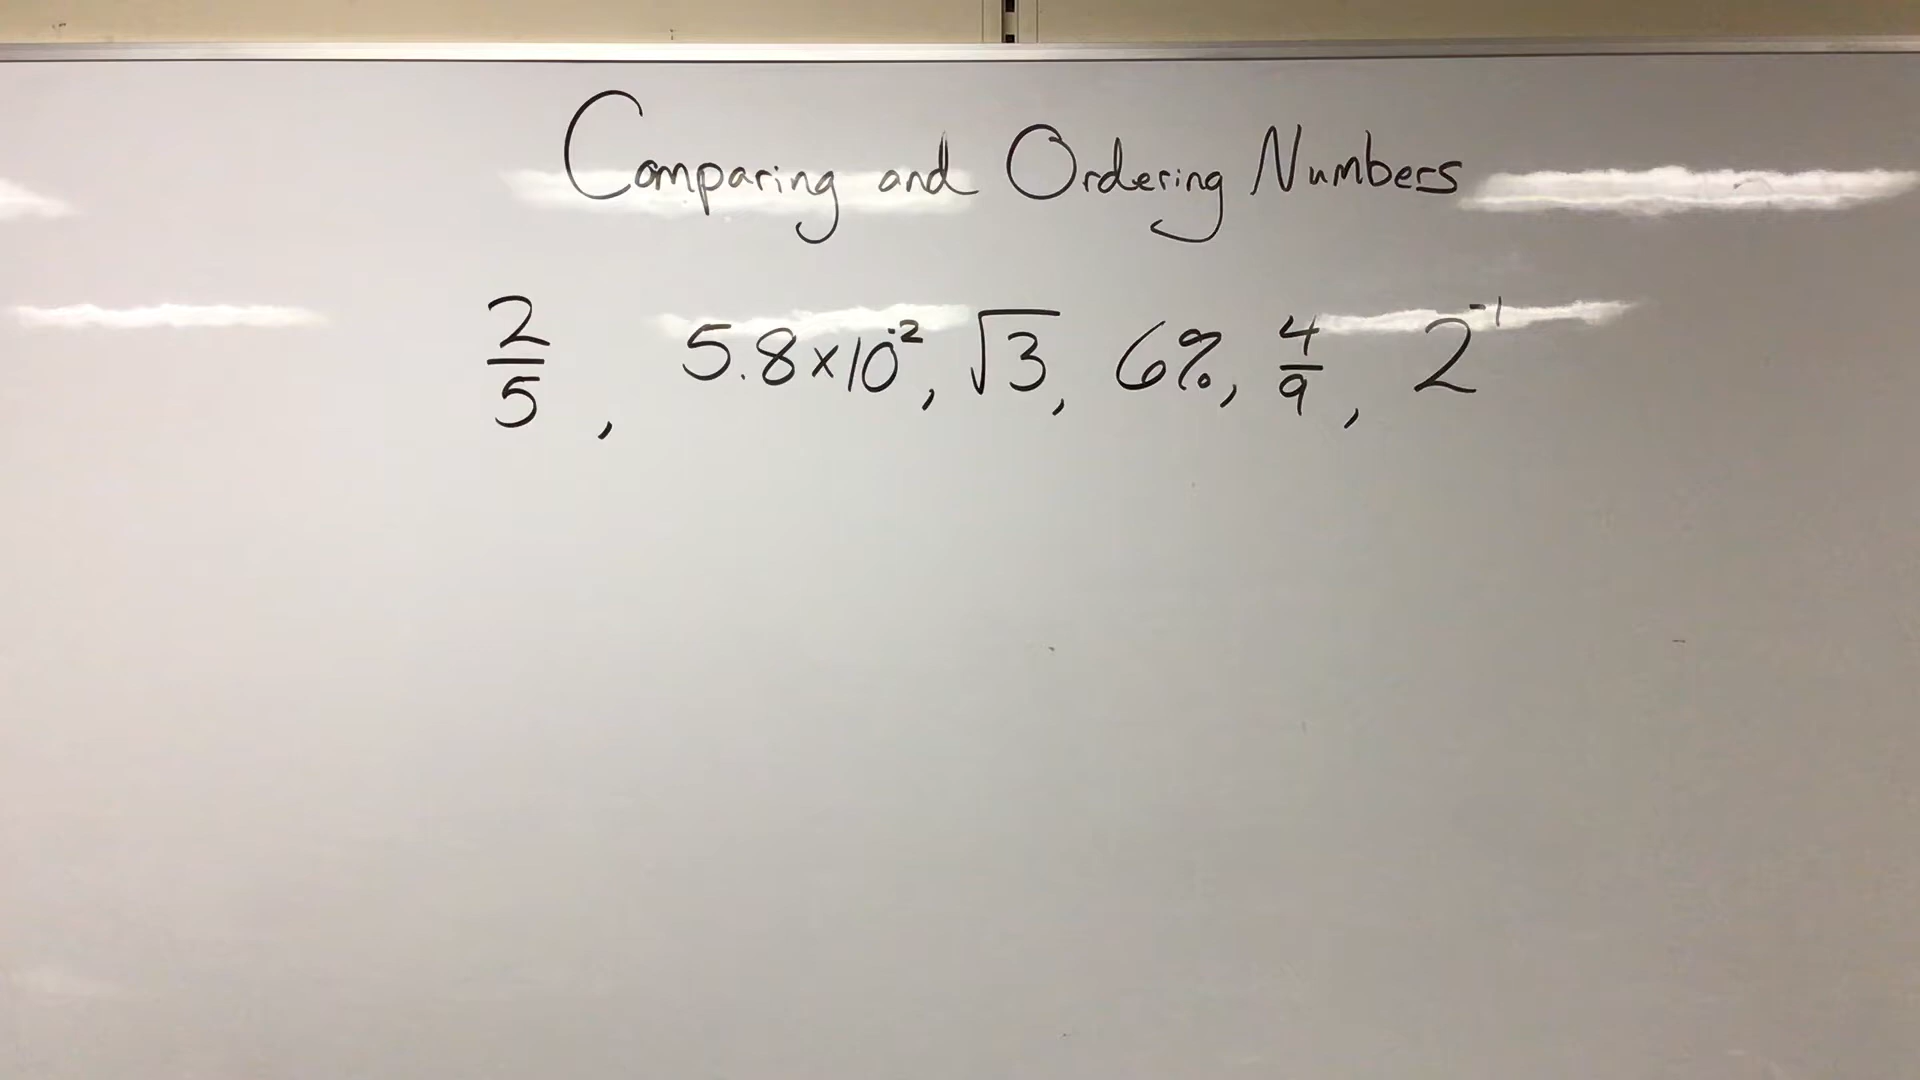 Comparing and Ordering Numbers
2/5, 5.8×10⁻², √3, 6%, 4/9, 2⁻¹